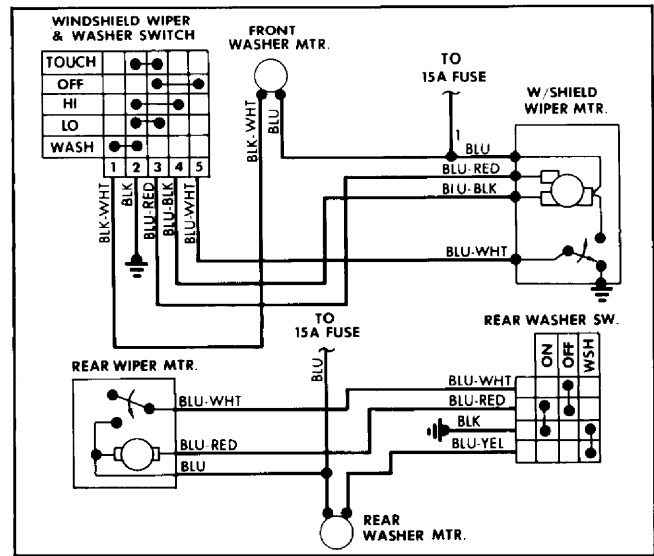 WINDSHIELD WIPER
& WASHER SWITCH
TOUCH
OFF
HI
LO
WASH
1 2 3 4 5
BLK-WHT
BLK
BLU-RED
BLU-BLK
BLU-WHT
FRONT
WASHER MTR.
BLK-WHT
BLU
TO
15A FUSE
1
W/SHIELD
WIPER MTR.
BLU
BLU-RED
BLU-BLK
BLU-WHT
TO
15A FUSE
BLU
REAR WIPER MTR.
BLU-WHT
BLU-RED
BLU
REAR WASHER SW.
ON
OFF
WSH
BLU-WHT
BLU-RED
BLK
BLU-YEL
REAR
WASHER MTR.